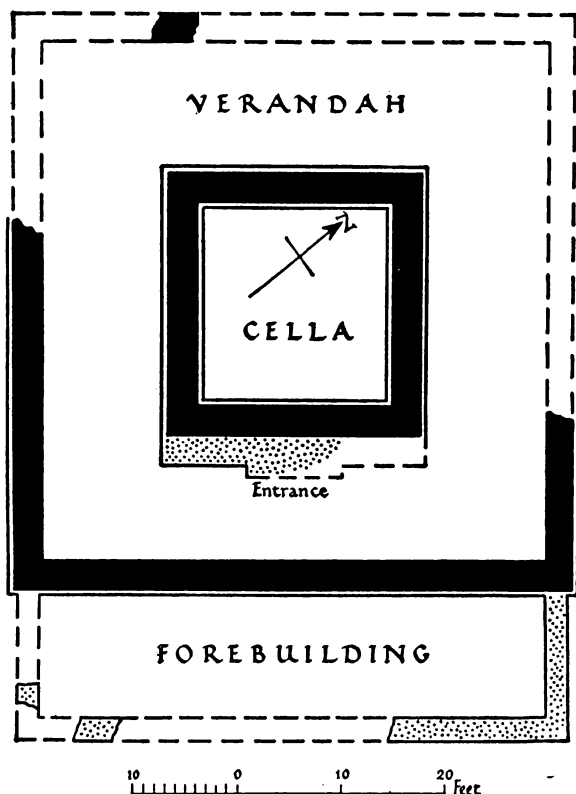 VERANDAH
N
CELLA
Entrance
FOREBUILDING
10 0 10 20 Feet